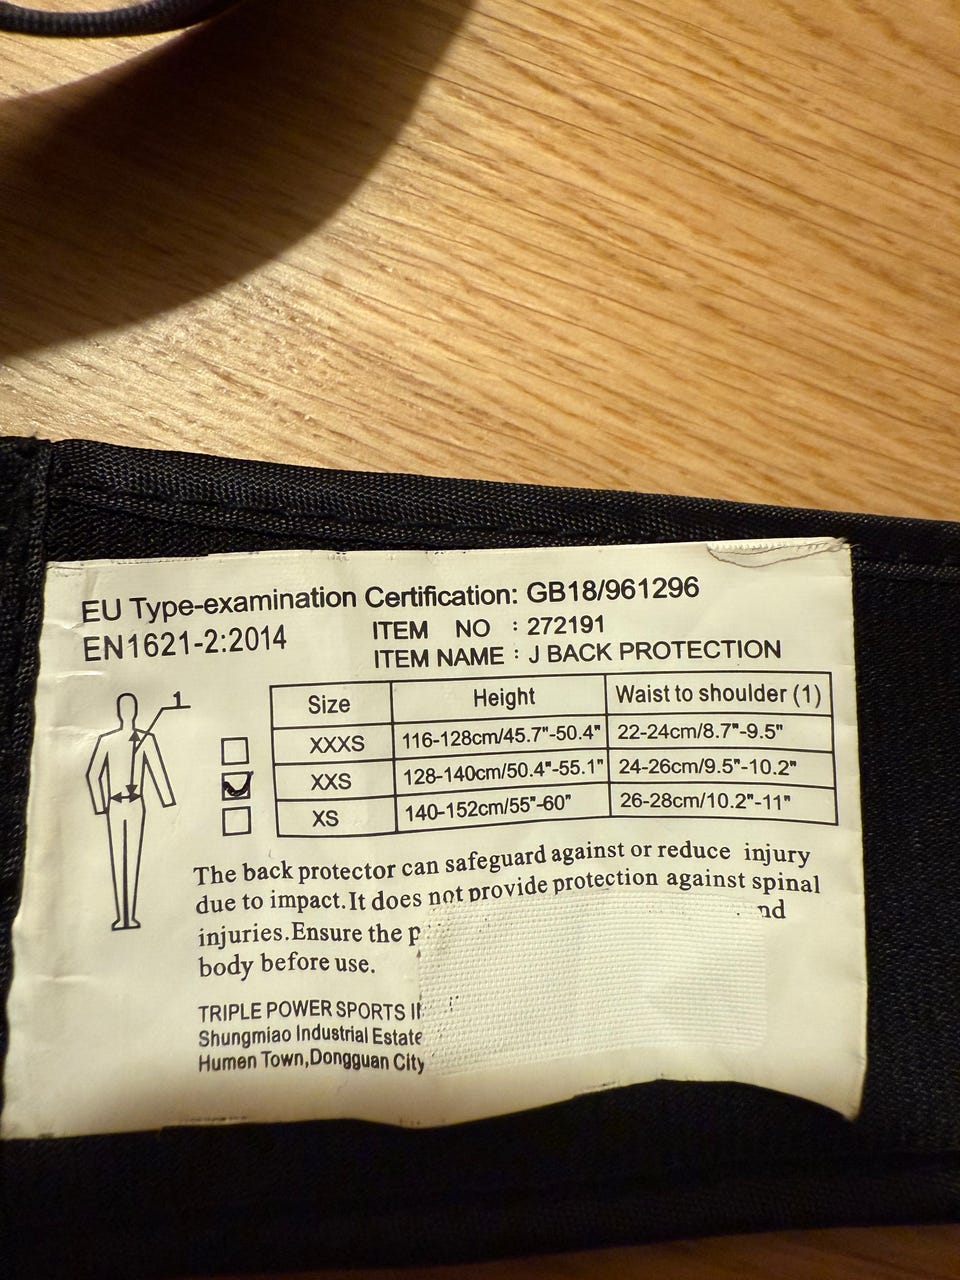 EU Type-examination Certification: GB18/961296
EN1621-2:2014
ITEM NO : 272191
ITEM NAME : J BACK PROTECTION
1
Size Height Waist to shoulder (1)
XXXS 116-128cm/45.7"-50.4" 22-24cm/8.7"-9.5"
XXS 128-140cm/50.4"-55.1" 24-26cm/9.5"-10.2"
XS 140-152cm/55"-60" 26-28cm/10.2"-11"
The back protector can safeguard against or reduce injury
due to impact.It does not provide protection against spinal
injuries.Ensure the
body before use.
TRIPLE POWER SPORTS
Shungmiao Industrial Estate
Humen Town,Dongguan City